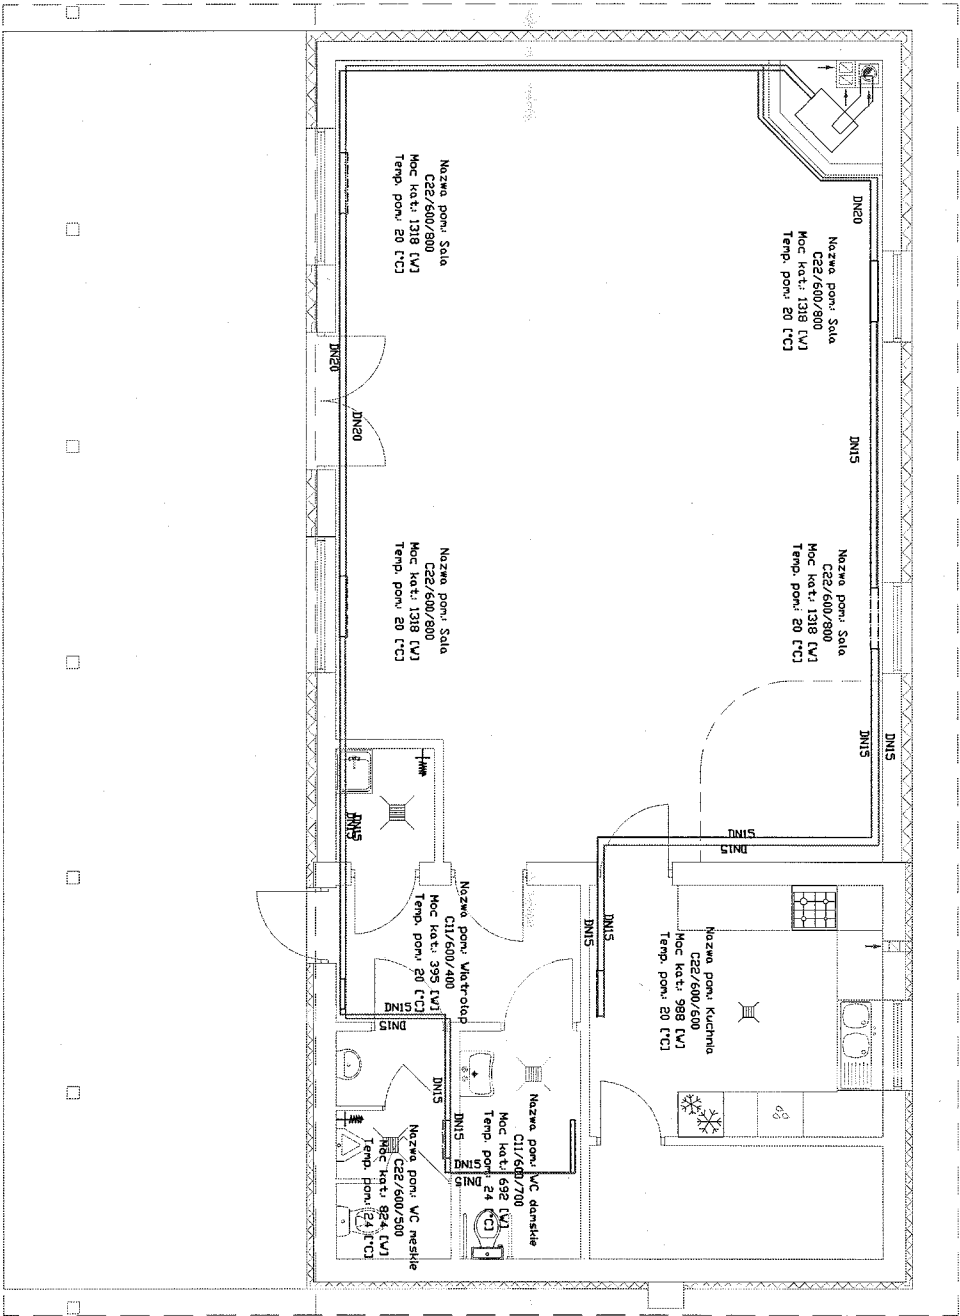 Nazwa pom.: Sala
C22/600/800
Moc kat.: 1318 [W]
Temp. pom.: 20 [°C]
DN20
Nazwa pom.: Sala
C22/600/800
Moc kat.: 1318 [W]
Temp. pom.: 20 [°C]
DN20
DN20
DN15
Nazwa pom.: Sala
C22/600/800
Moc kat.: 1318 [W]
Temp. pom.: 20 [°C]
Nazwa pom.: Sala
C22/600/800
Moc kat.: 1318 [W]
Temp. pom.: 20 [°C]
DN15
DN15
DN15
DN15
DN15
DN15
DN15
DN15
Nazwa pom.: Wiatrołap
C11/600/400
Moc kat.: 395 [W]
Temp. pom.: 20 [°C]
Nazwa pom.: Kuchnia
C22/600/600
Moc kat.: 988 [W]
Temp. pom.: 20 [°C]
DN15
DN15
DN15
DN15
DN15
DN15
Nazwa pom.: WC damskie
C11/600/700
Moc kat.: 692 [W]
Temp. pom.: 24 [°C]
Nazwa pom.: WC meskie
C22/600/500
Moc kat.: 824 [W]
Temp. pom.: 24 [°C]